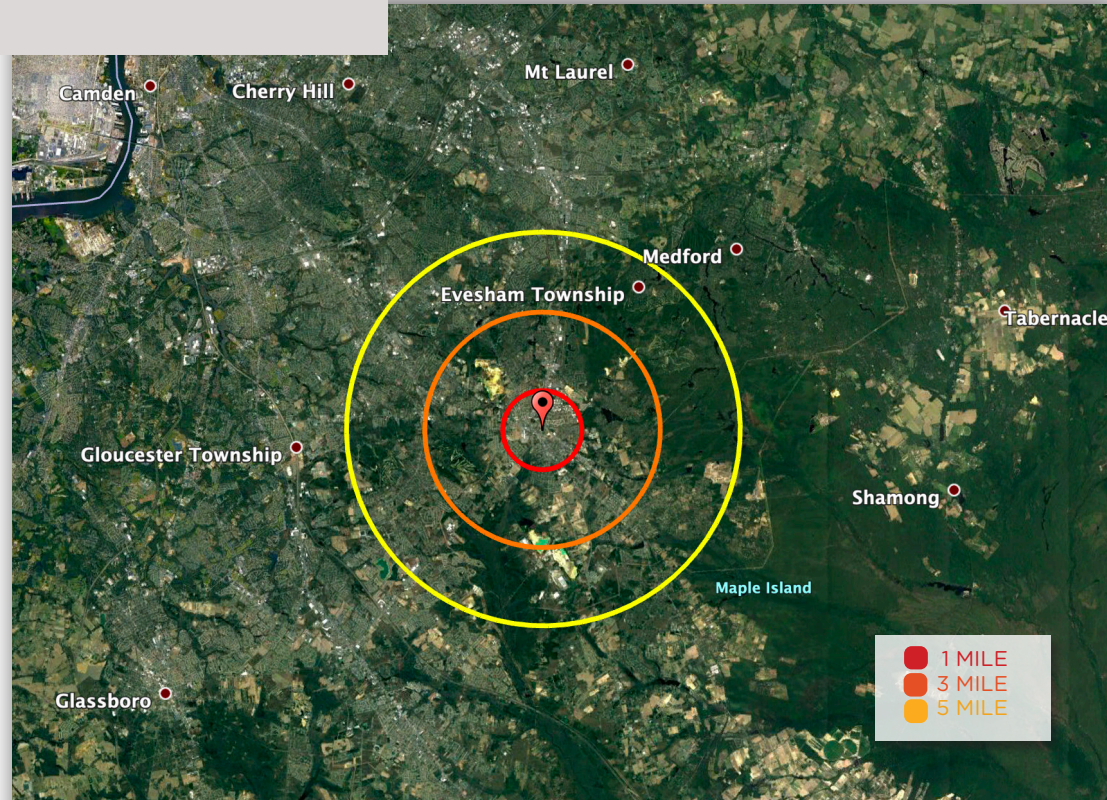 Mt Laurel
Camden
Cherry Hill
Medford
Evesham Township
Tabernacle
Gloucester Township
Shamong
Maple Island
1 MILE
3 MILE
5 MILE
Glassboro